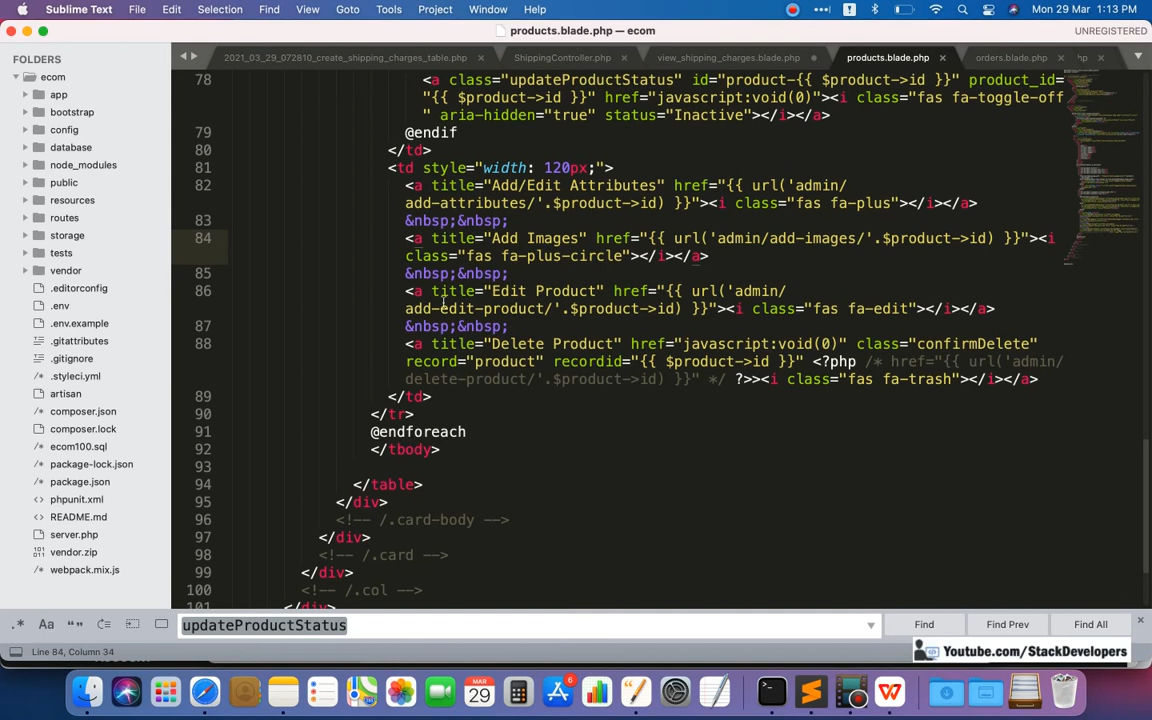 Sublime Text File Edit Selection Find View Goto Tools Project Window Help Mon 29 Mar 1:13 PM
products.blade.php — ecom UNREGISTERED
FOLDERS
ecom
app
bootstrap
config
database
node_modules
public
resources
routes
storage
tests
vendor
.editorconfig
.env
.env.example
.gitattributes
.gitignore
.styleci.yml
artisan
composer.json
composer.lock
ecom100.sql
package-lock.json
package.json
phpunit.xml
README.md
server.php
vendor.zip
webpack.mix.js
2021_03_29_072810_create_shipping_charges_table.php ShippingController.php view_shipping_charges.blade.php products.blade.php orders.blade.php hp
78 <a class="updateProductStatus" id="product-{{ $product->id }}" product_id=
"{{ $product->id }}" href="javascript:void(0)"><i class="fas fa-toggle-off
" aria-hidden="true" status="Inactive"></i></a>
79 @endif
80 </td>
81 <td style="width: 120px;">
82 <a title="Add/Edit Attributes" href="{{ url('admin/
add-attributes/'.$product->id) }}"><i class="fas fa-plus"></i></a>
83 &nbsp;&nbsp;
84 <a title="Add Images" href="{{ url('admin/add-images/'.$product->id) }}"><i
class="fas fa-plus-circle"></i></a>
85 &nbsp;&nbsp;
86 <a title="Edit Product" href="{{ url('admin/
add-edit-product/'.$product->id) }}"><i class="fas fa-edit"></i></a>
87 &nbsp;&nbsp;
88 <a title="Delete Product" href="javascript:void(0)" class="confirmDelete"
record="product" recordid="{{ $product->id }}" <?php /* href="{{ url('admin/
delete-product/'.$product->id) }}" */ ?>><i class="fas fa-trash"></i></a>
89 </td>
90 </tr>
91 @endforeach
92 </tbody>
93
94 </table>
95 </div>
96 <!-- /.card-body -->
97 </div>
98 <!-- /.card -->
99 </div>
100 <!-- /.col -->
101 </div>
.* Aa updateProductStatus Find Find Prev Find All
Line 84, Column 34
Youtube.com/StackDevelopers
MAR
29
6